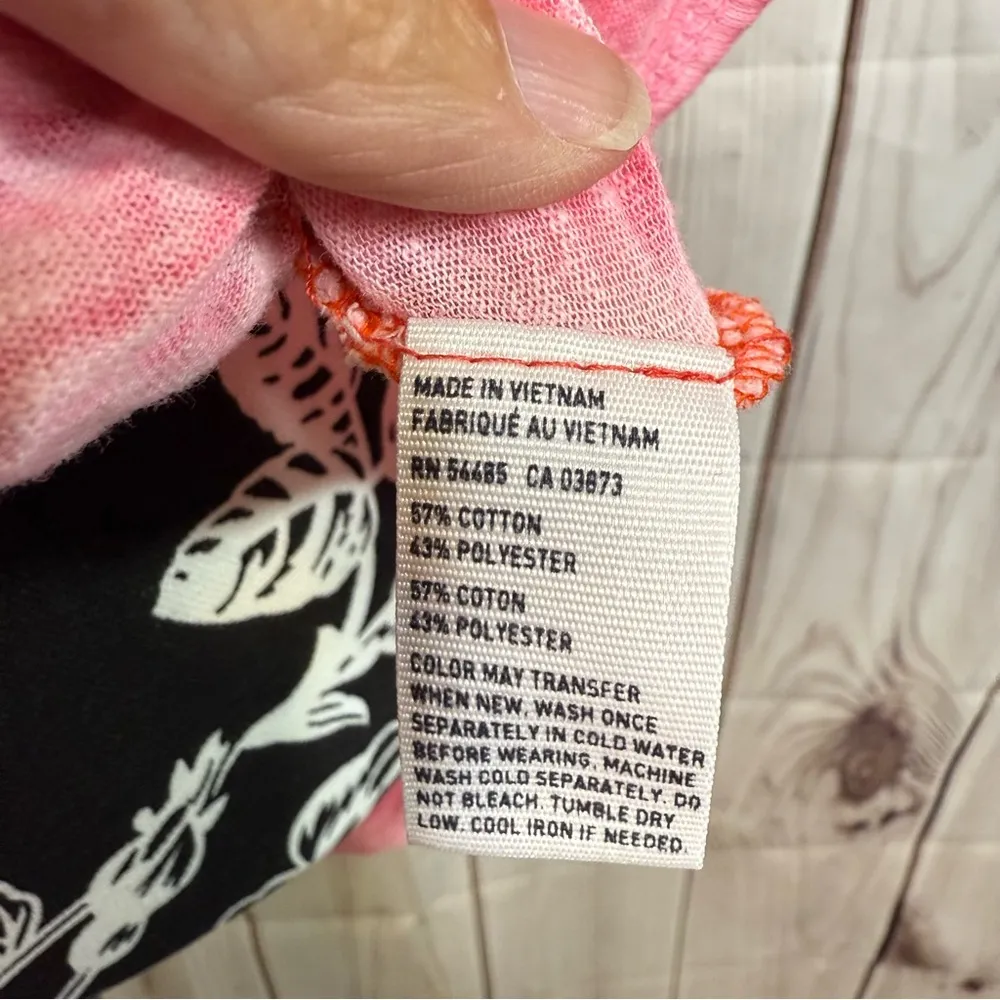 MADE IN VIETNAM
FABRIQUÉ AU VIETNAM
RN 54485 CA 03873
57% COTTON
43% POLYESTER
57% COTON
43% POLYESTER
COLOR MAY TRANSFER
WHEN NEW, WASH ONCE
SEPARATELY IN COLD WATER
BEFORE WEARING. MACHINE
WASH COLD SEPARATELY. DO
NOT BLEACH. TUMBLE DRY
LOW. COOL IRON IF NEEDED.